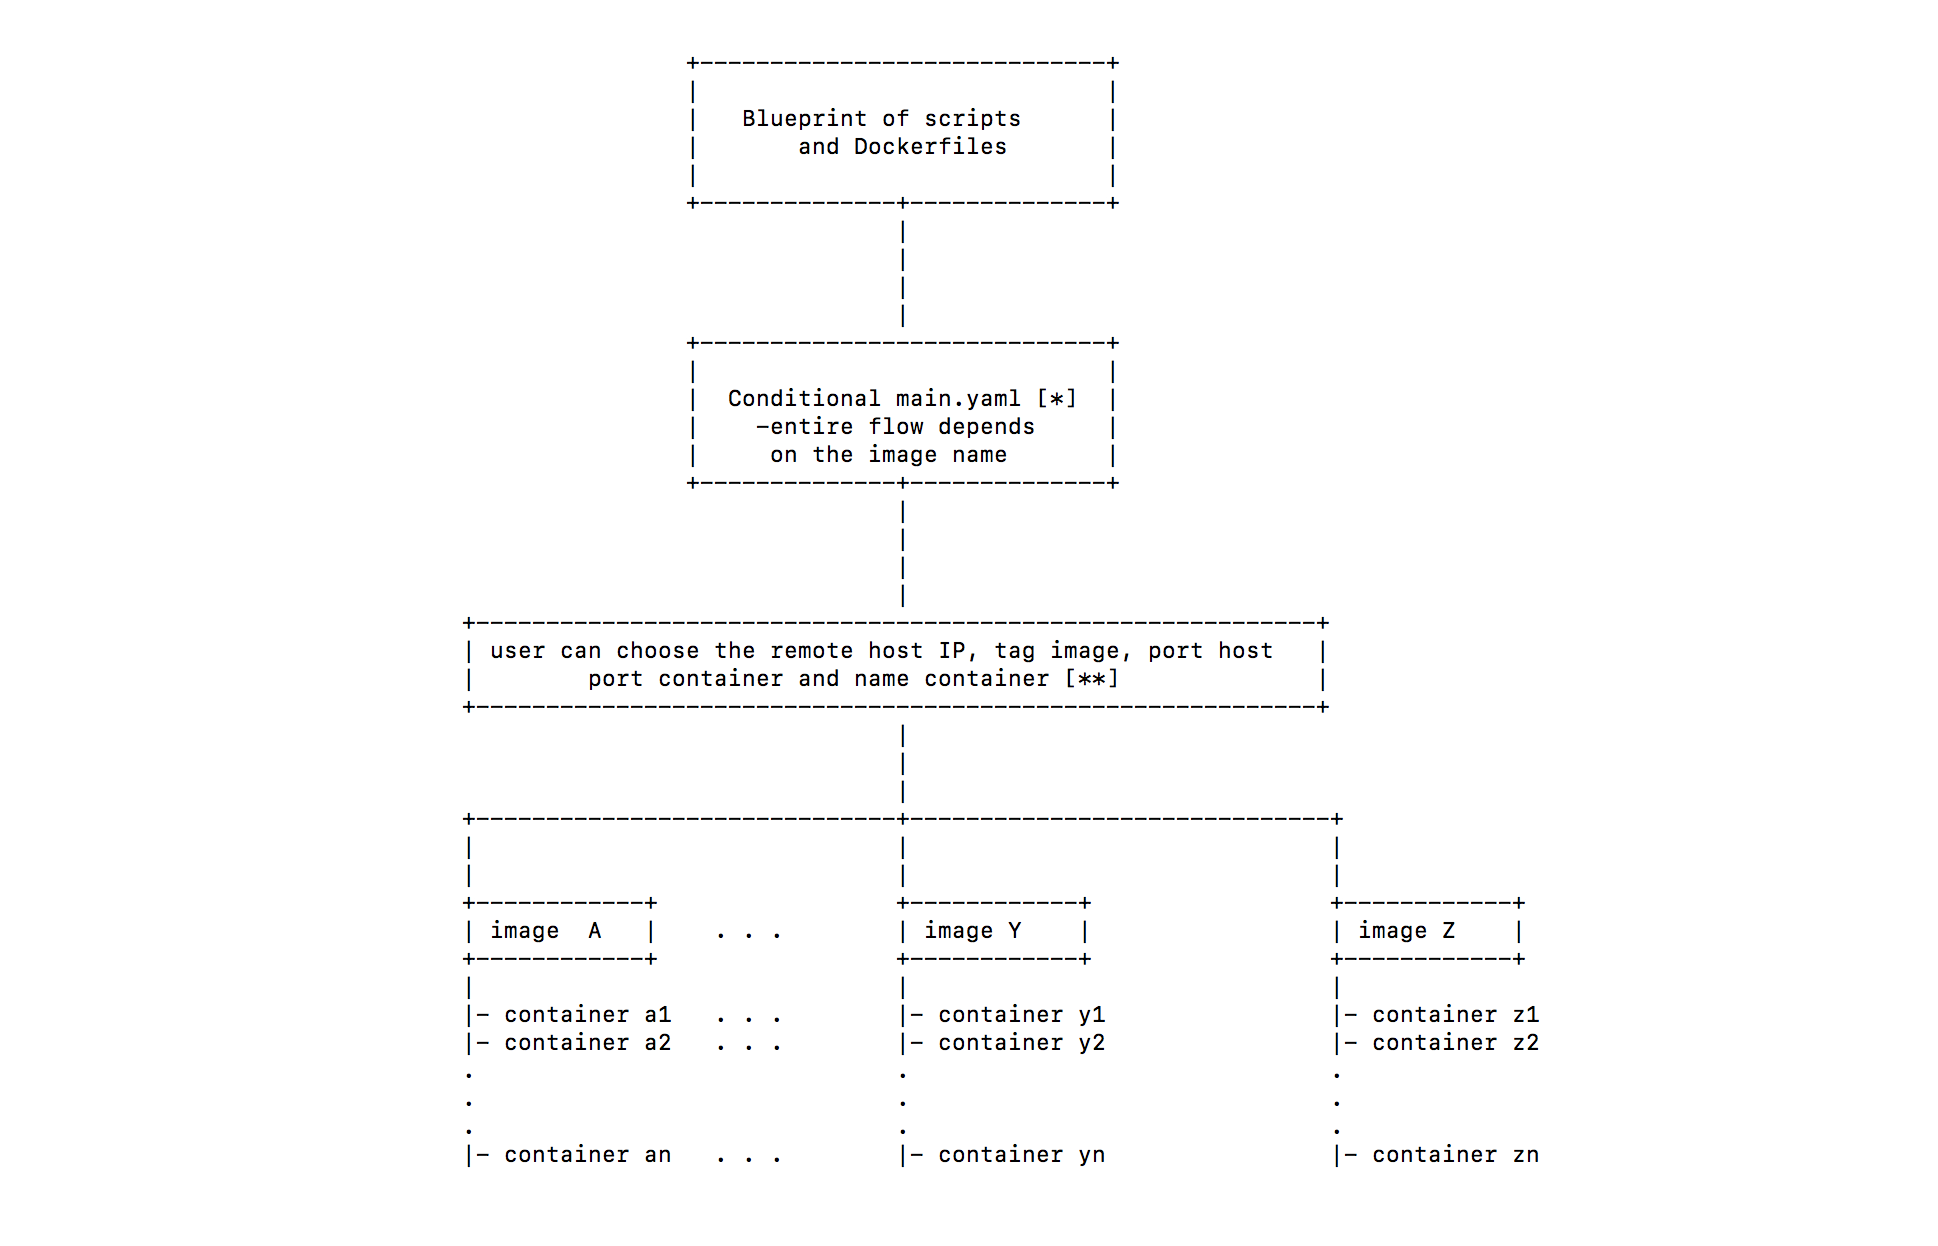 Blueprint of scripts
and Dockerfiles
Conditional main.yaml [*]
-entire flow depends
on the image name
user can choose the remote host IP, tag image, port host
port container and name container [**]
image  A   . . .   image Y   image Z
|- container a1   . . .   |- container y1   |- container z1
|- container a2   . . .   |- container y2   |- container z2
.   .   .
.   .   .
.   .   .
|- container an   . . .   |- container yn   |- container zn